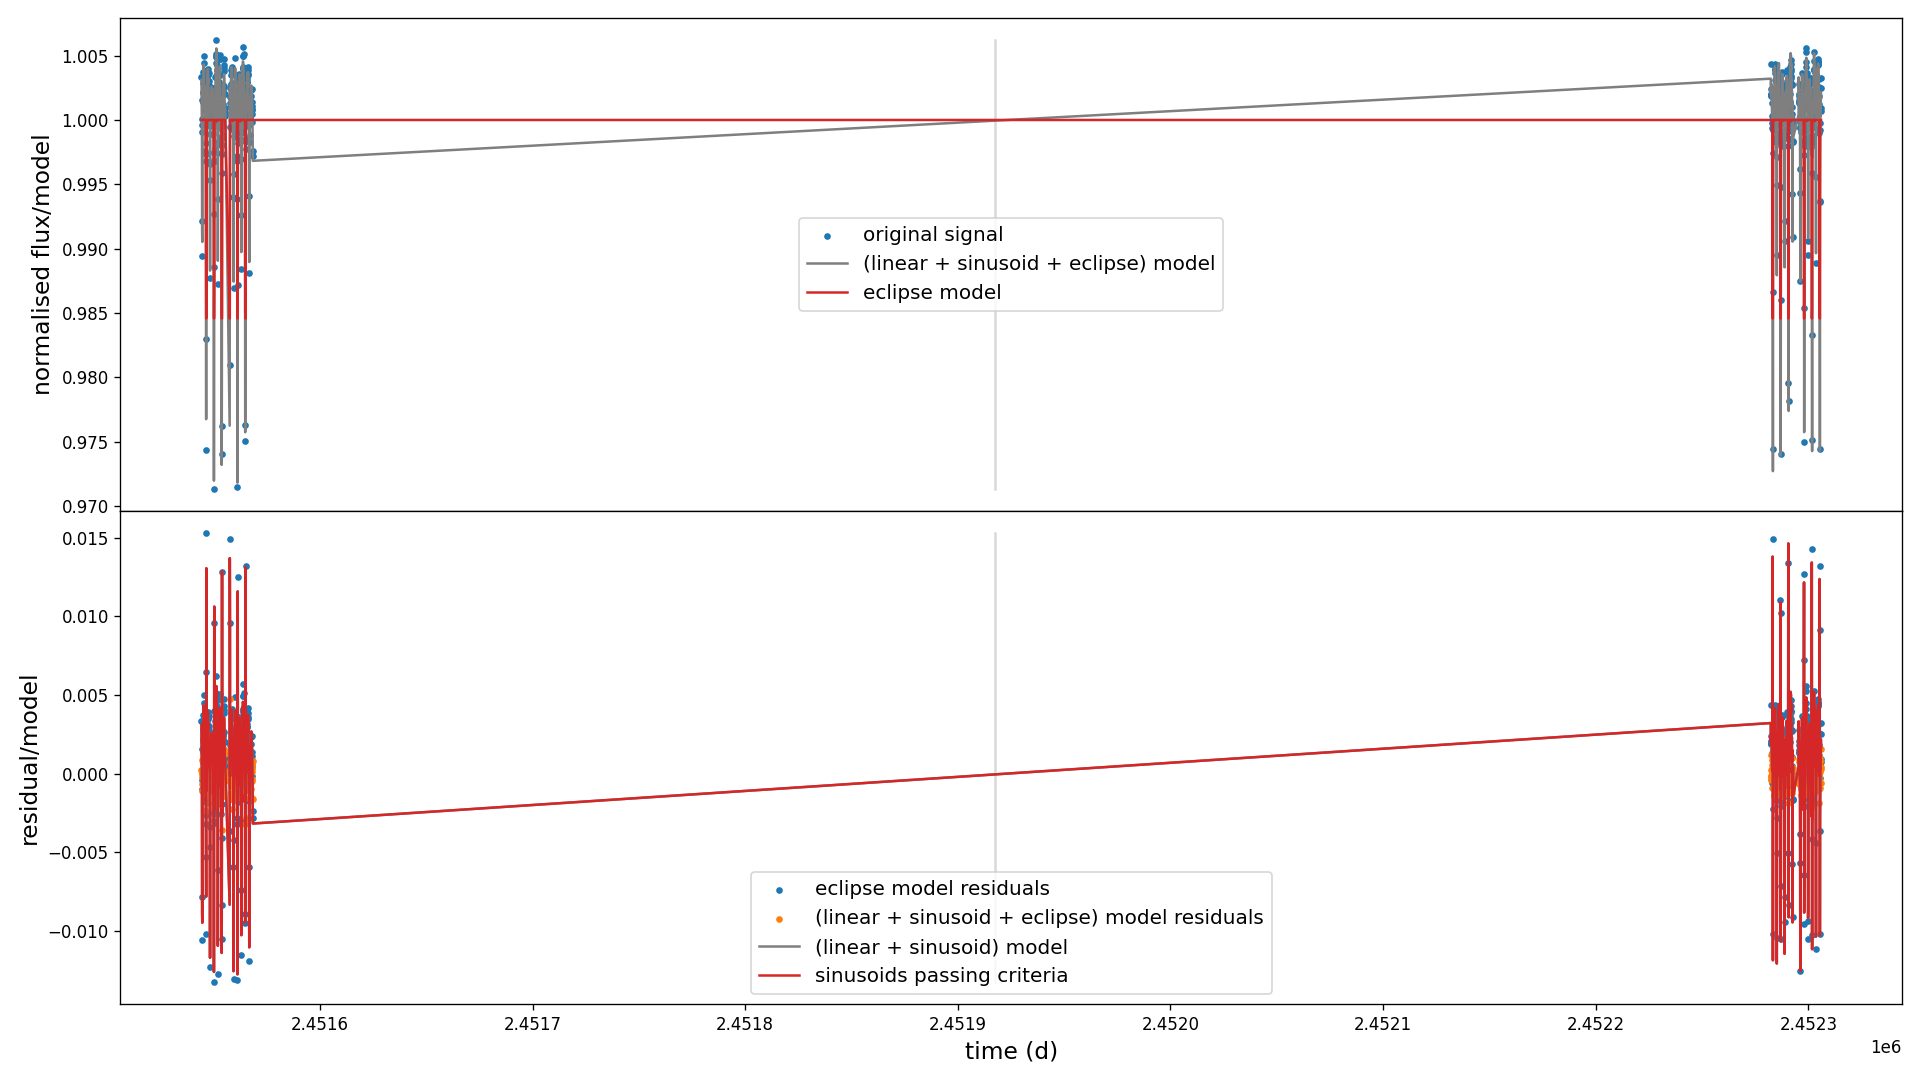 1.005
1.000
0.995
0.990
0.985
0.980
0.975
0.970
normalised flux/model
original signal
(linear + sinusoid + eclipse) model
eclipse model
0.015
0.010
0.005
0.000
−0.005
−0.010
residual/model
eclipse model residuals
(linear + sinusoid + eclipse) model residuals
(linear + sinusoid) model
sinusoids passing criteria
2.4516 2.4517 2.4518 2.4519 2.4520 2.4521 2.4522 2.4523
1e6
time (d)